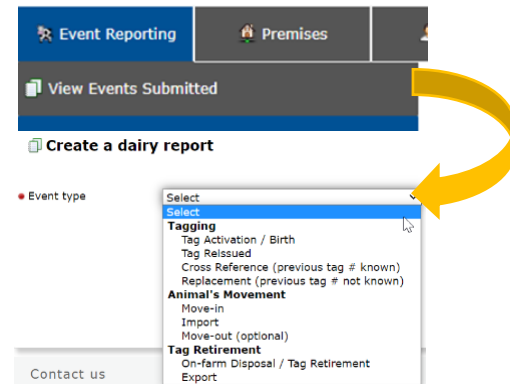 Event Reporting
Premises
View Events Submitted
Create a dairy report
Event type
Select
Select
Tagging
Tag Activation / Birth
Tag Reissued
Cross Reference (previous tag # known)
Replacement (previous tag # not known)
Animal's Movement
Move-in
Import
Move-out (optional)
Tag Retirement
On-farm Disposal / Tag Retirement
Export
Contact us